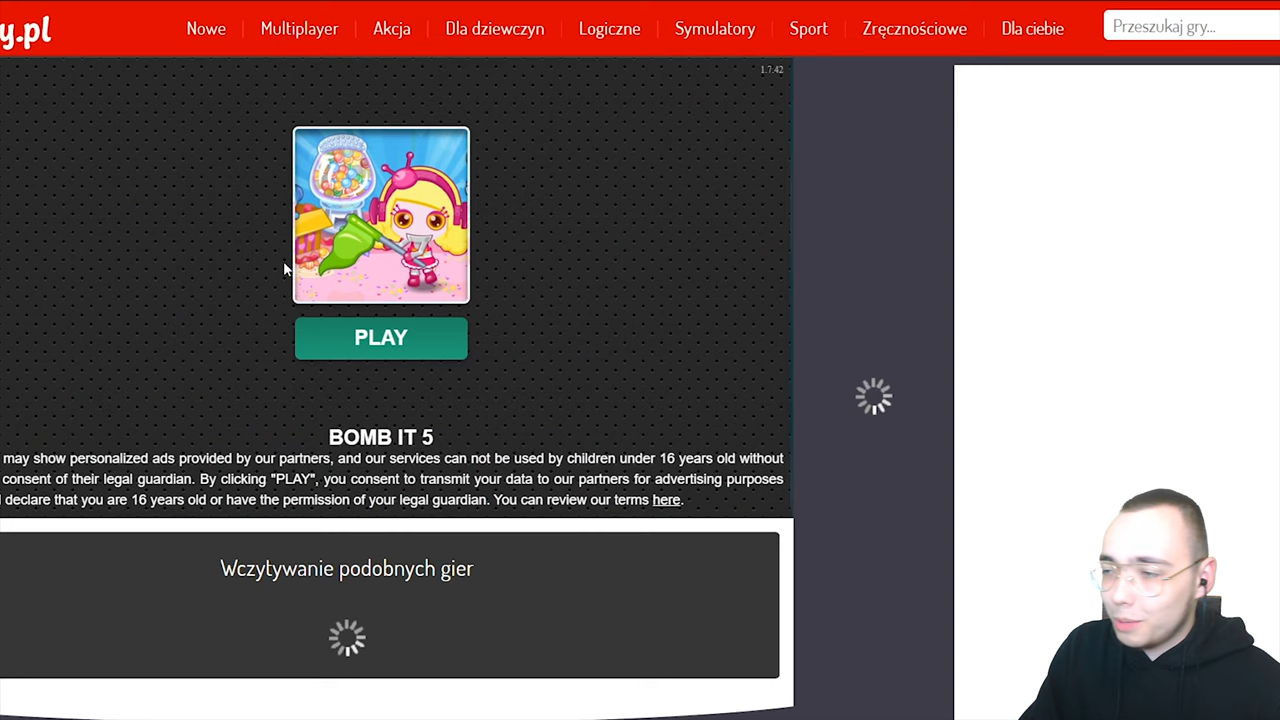 y.pl
Nowe Multiplayer Akcja Dla dziewczyn Logiczne Symulatory Sport Zręcznościowe Dla ciebie Przeszukaj gry...
1.7.42
PLAY
BOMB IT 5
may show personalized ads provided by our partners, and our services can not be used by children under 16 years old without
consent of their legal guardian. By clicking "PLAY", you consent to transmit your data to our partners for advertising purposes
declare that you are 16 years old or have the permission of your legal guardian. You can review our terms here.
Wczytywanie podobnych gier